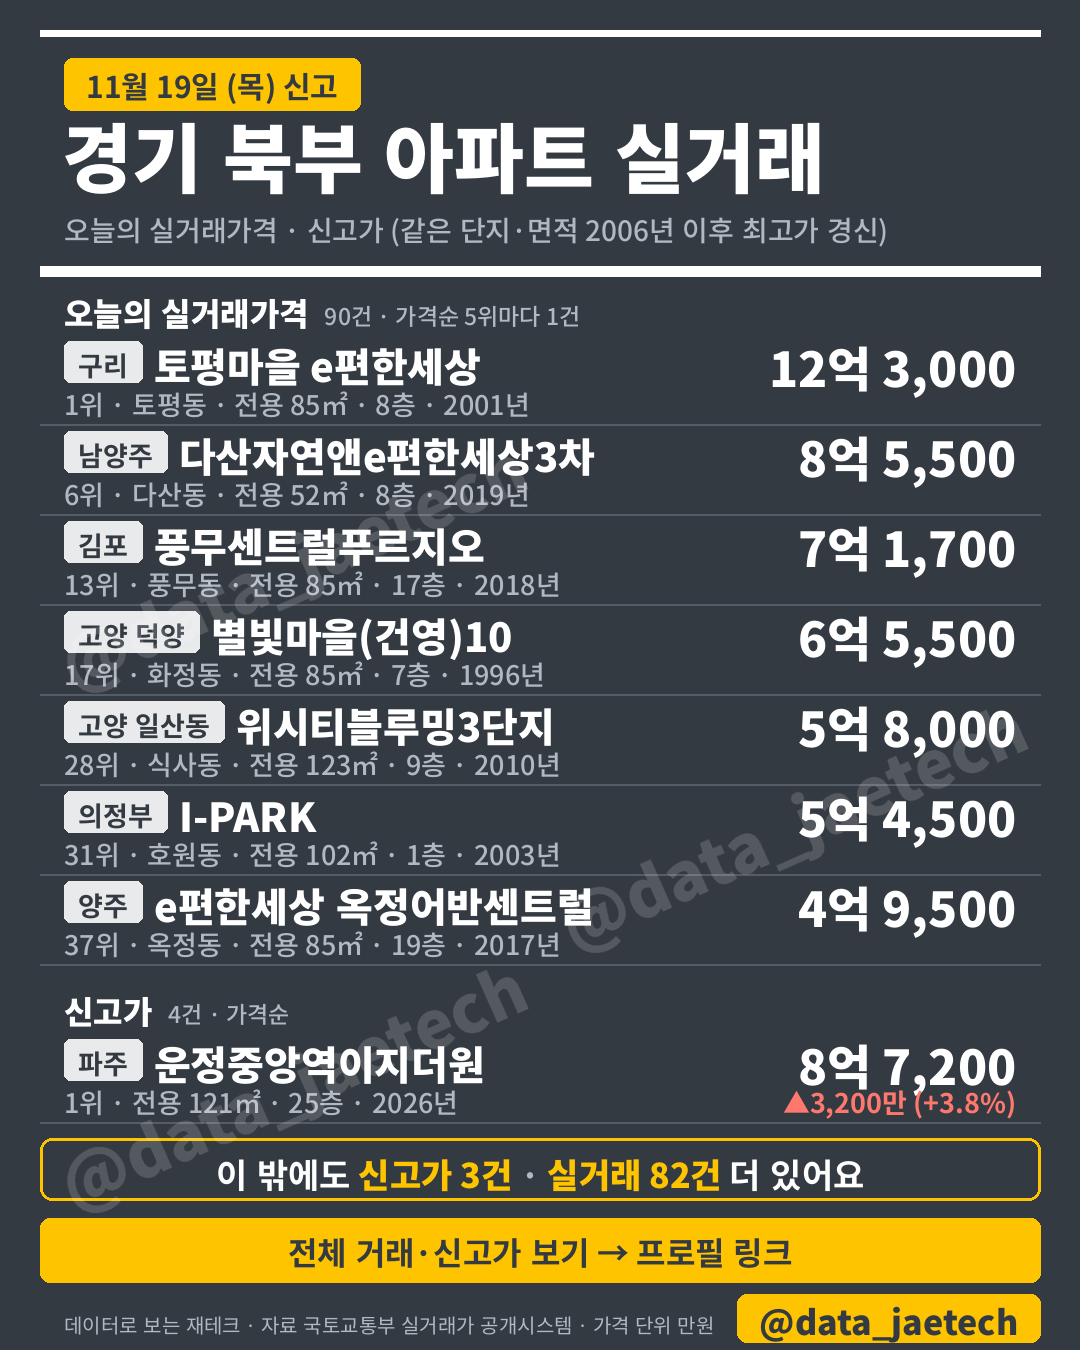 11월 19일 (목) 신고
경기 북부 아파트 실거래
오늘의 실거래가격 · 신고가 (같은 단지·면적 2006년 이후 최고가 경신)
오늘의 실거래가격 90건 · 가격순 5위마다 1건
구리 토평마을 e편한세상 12억 3,000
1위 · 토평동 · 전용 85㎡ · 8층 · 2001년
남양주 다산자연앤e편한세상3차 8억 5,500
6위 · 다산동 · 전용 52㎡ · 8층 · 2019년
김포 풍무센트럴푸르지오 7억 1,700
13위 · 풍무동 · 전용 85㎡ · 17층 · 2018년
고양 덕양 별빛마을(건영)10 6억 5,500
17위 · 화정동 · 전용 85㎡ · 7층 · 1996년
고양 일산동 위시티블루밍3단지 5억 8,000
28위 · 식사동 · 전용 123㎡ · 9층 · 2010년
의정부 I-PARK 5억 4,500
31위 · 호원동 · 전용 102㎡ · 1층 · 2003년
양주 e편한세상 옥정어반센트럴 4억 9,500
37위 · 옥정동 · 전용 85㎡ · 19층 · 2017년
신고가 4건 · 가격순
파주 운정중앙역이지더원 8억 7,200
1위 · 전용 121㎡ · 25층 · 2026년 ▲3,200만 (+3.8%)
이 밖에도 신고가 3건 · 실거래 82건 더 있어요
전체 거래·신고가 보기 → 프로필 링크
데이터로 보는 재테크 · 자료 국토교통부 실거래가 공개시스템 · 가격 단위 만원 @data_jaetech
@data_jaetech
@data_jaetech
@data_jaetech